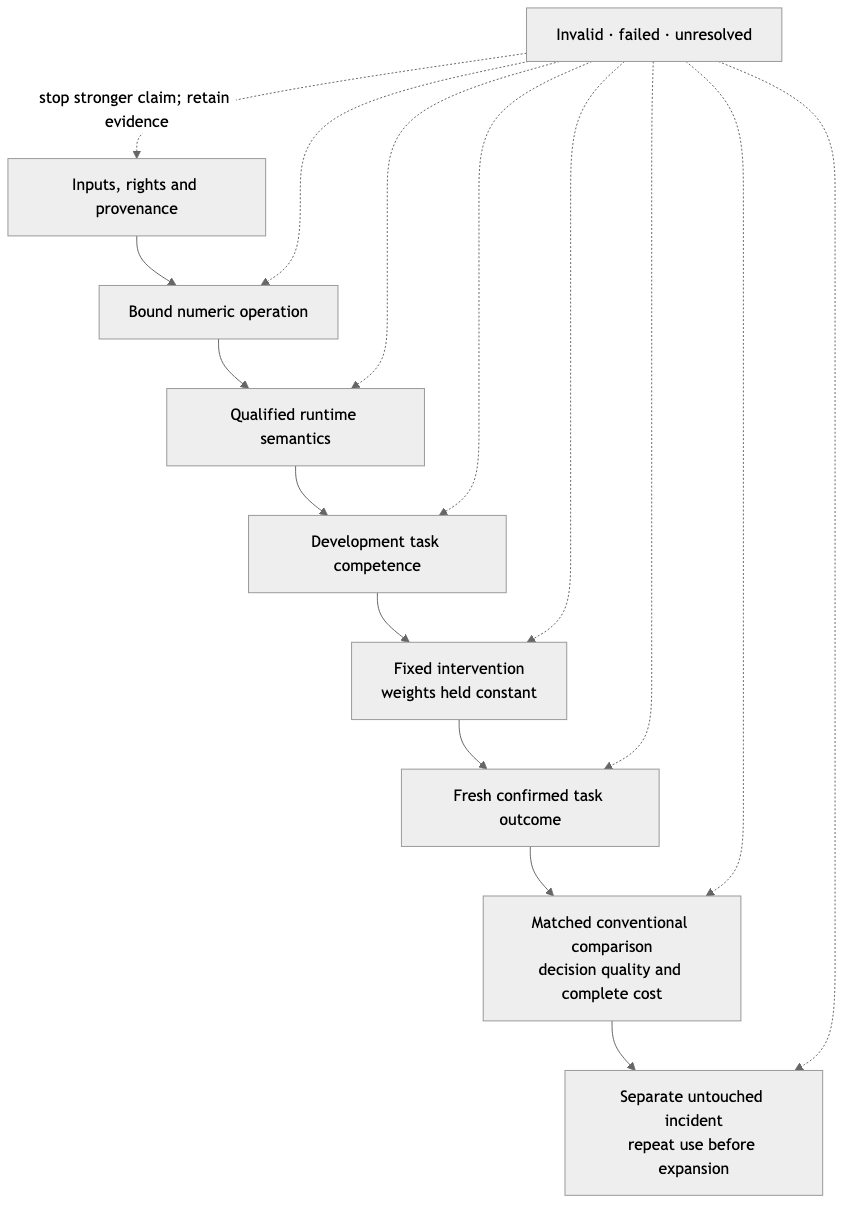 Invalid · failed · unresolved
stop stronger claim; retain
evidence
Inputs, rights and
provenance
Bound numeric operation
Qualified runtime
semantics
Development task
competence
Fixed intervention
weights held constant
Fresh confirmed task
outcome
Matched conventional
comparison
decision quality and
complete cost
Separate untouched
incident
repeat use before
expansion